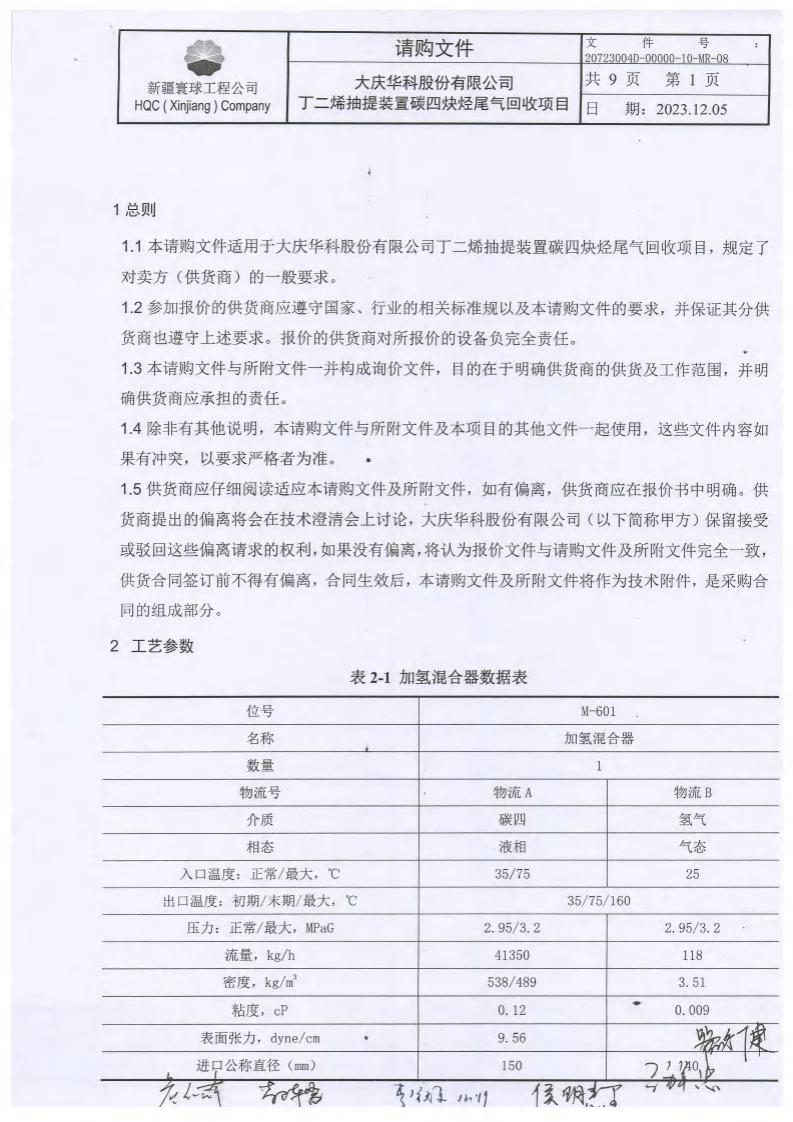 新疆寰球工程公司
HQC ( Xinjiang ) Company
请购文件
大庆华科股份有限公司
丁二烯抽提装置碳四炔烃尾气回收项目
文 件 号 ：
20723004D-00000-10-MR-08
共 9 页 第 1 页
日 期：2023.12.05
1 总则
1.1 本请购文件适用于大庆华科股份有限公司丁二烯抽提装置碳四炔烃尾气回收项目，规定了
对卖方（供货商）的一般要求。
1.2 参加报价的供货商应遵守国家、行业的相关标准规以及本请购文件的要求，并保证其分供
货商也遵守上述要求。报价的供货商对所报价的设备负完全责任。
1.3 本请购文件与所附文件一并构成询价文件，目的在于明确供货商的供货及工作范围，并明
确供货商应承担的责任。
1.4 除非有其他说明，本请购文件与所附文件及本项目的其他文件一起使用，这些文件内容如
果有冲突，以要求严格者为准。
1.5 供货商应仔细阅读适应本请购文件及所附文件，如有偏离，供货商应在报价书中明确。供
货商提出的偏离将会在技术澄清会上讨论，大庆华科股份有限公司（以下简称甲方）保留接受
或驳回这些偏离请求的权利,如果没有偏离,将认为报价文件与请购文件及所附文件完全一致，
供货合同签订前不得有偏离，合同生效后，本请购文件及所附文件将作为技术附件，是采购合
同的组成部分。
2 工艺参数
表 2-1 加氢混合器数据表
位号 M-601
名称 加氢混合器
数量 1
物流号 物流 A 物流 B
介质 碳四 氢气
相态 液相 气态
入口温度：正常/最大，℃ 35/75 25
出口温度：初期/末期/最大，℃ 35/75/160
压力：正常/最大，MPaG 2.95/3.2 2.95/3.2
流量，kg/h 41350 118
密度，kg/m³ 538/489 3.51
粘度，cP 0.12 0.009
表面张力，dyne/cm 9.56
进口公称直径（mm） 150 40